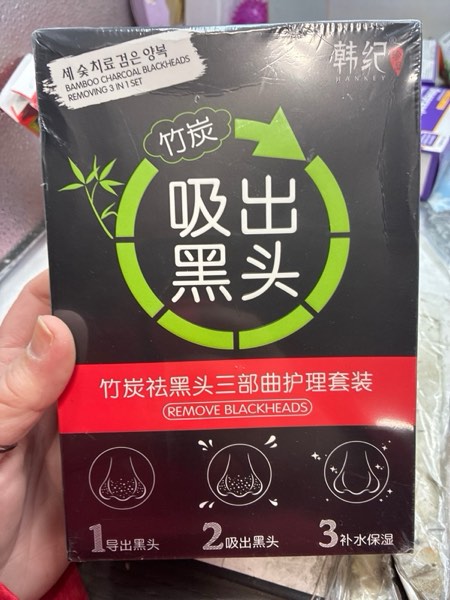 세 숯 치료 검은 양복
BAMBOO CHARCOAL BLACKHEADS
REMOVING 3 IN 1 SET
韩纪
HANKEY
竹炭
吸出
黑头
竹炭祛黑头三部曲护理套装
REMOVE BLACKHEADS
1导出黑头
2吸出黑头
3补水保湿